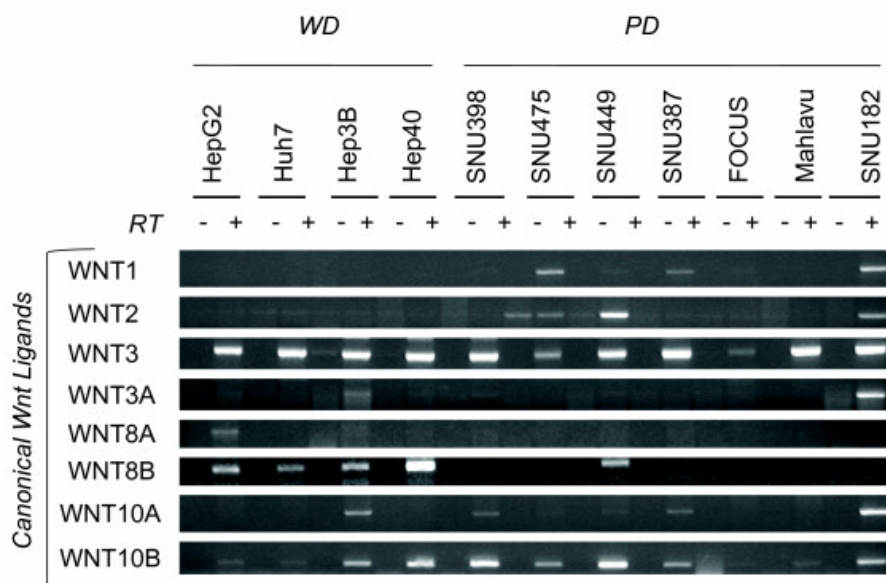 WD PD
HepG2 Huh7 Hep3B Hep40 SNU398 SNU475 SNU449 SNU387 FOCUS Mahlavu SNU182
RT - + - + - + - + - + - + - + - + - + - + - +
Canonical Wnt Ligands
WNT1
WNT2
WNT3
WNT3A
WNT8A
WNT8B
WNT10A
WNT10B